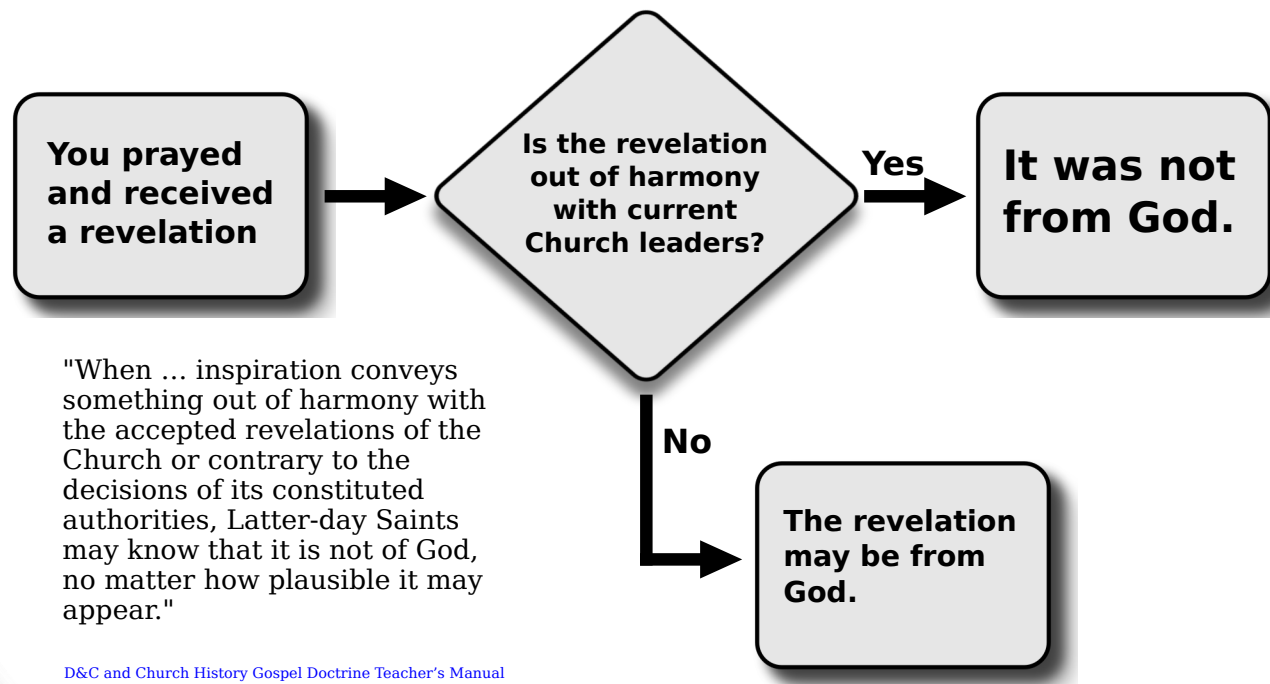 You prayed
and received
a revelation
Is the revelation
out of harmony
with current
Church leaders?
Yes
It was not
from God.
No
The revelation
may be from
God.
"When ... inspiration conveys
something out of harmony with
the accepted revelations of the
Church or contrary to the
decisions of its constituted
authorities, Latter-day Saints
may know that it is not of God,
no matter how plausible it may
appear."
D&C and Church History Gospel Doctrine Teacher’s Manual